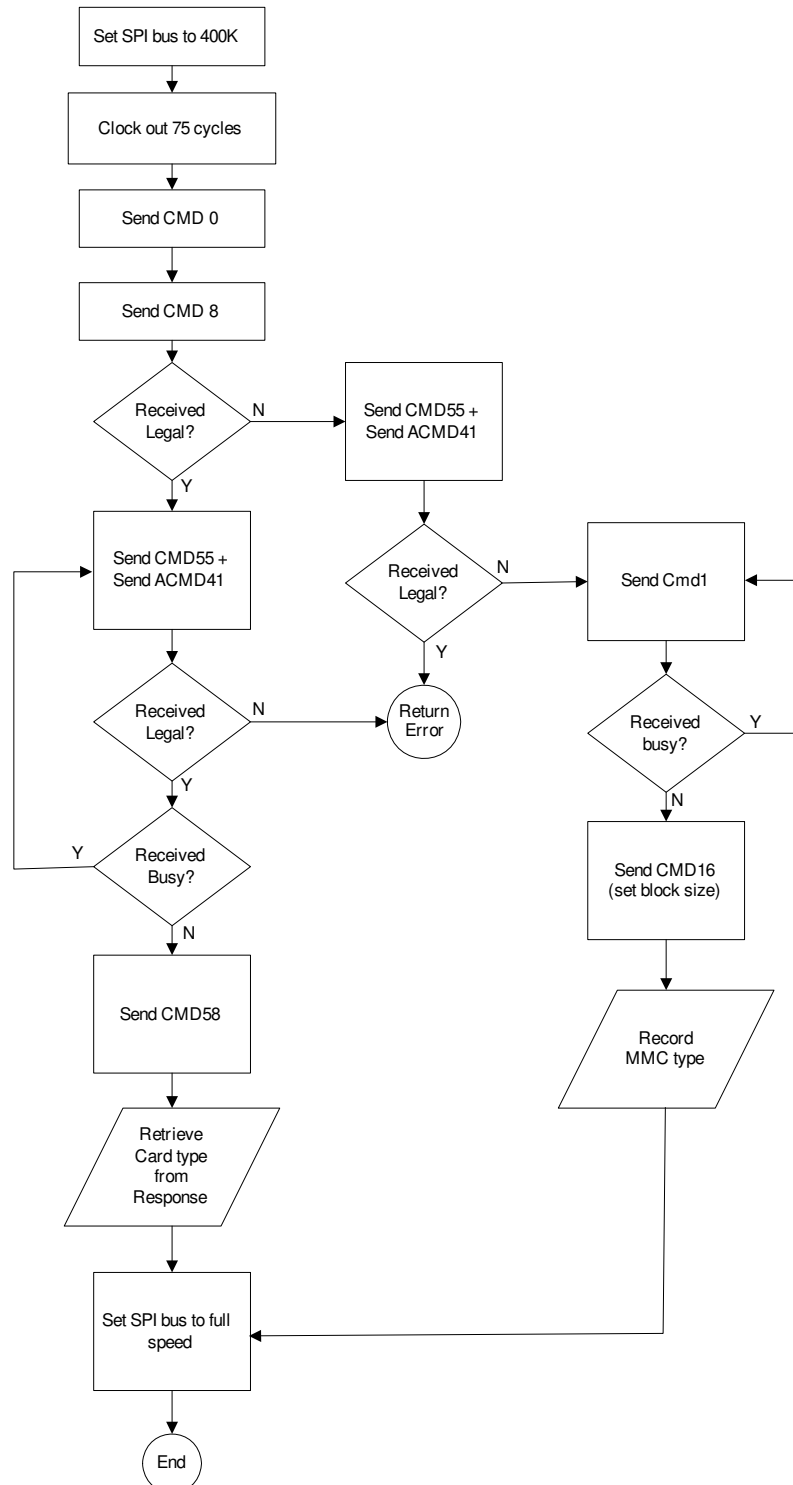 Set SPI bus to 400K
Clock out 75 cycles
Send CMD 0
Send CMD 8
Received
Legal?
N
Y
Send CMD55 +
Send ACMD41
Send CMD55 +
Send ACMD41
Received
Legal?
N
Y
Send Cmd1
Received
Legal?
N
Y
Return
Error
Received
busy?
Y
N
Received
Busy?
Y
N
Send CMD16
(set block size)
Send CMD58
Record
MMC type
Retrieve
Card type
from
Response
Set SPI bus to full
speed
End